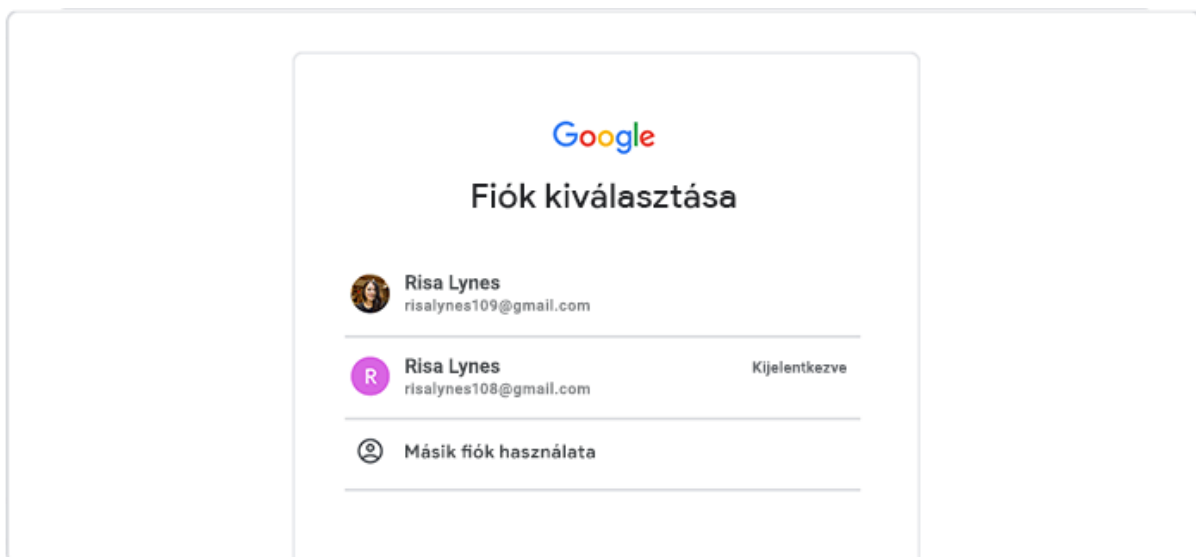 Google
Fiók kiválasztása
Risa Lynes
risalynes109@gmail.com
R
Risa Lynes
Kijelentkezve
risalynes108@gmail.com
Másik fiók használata